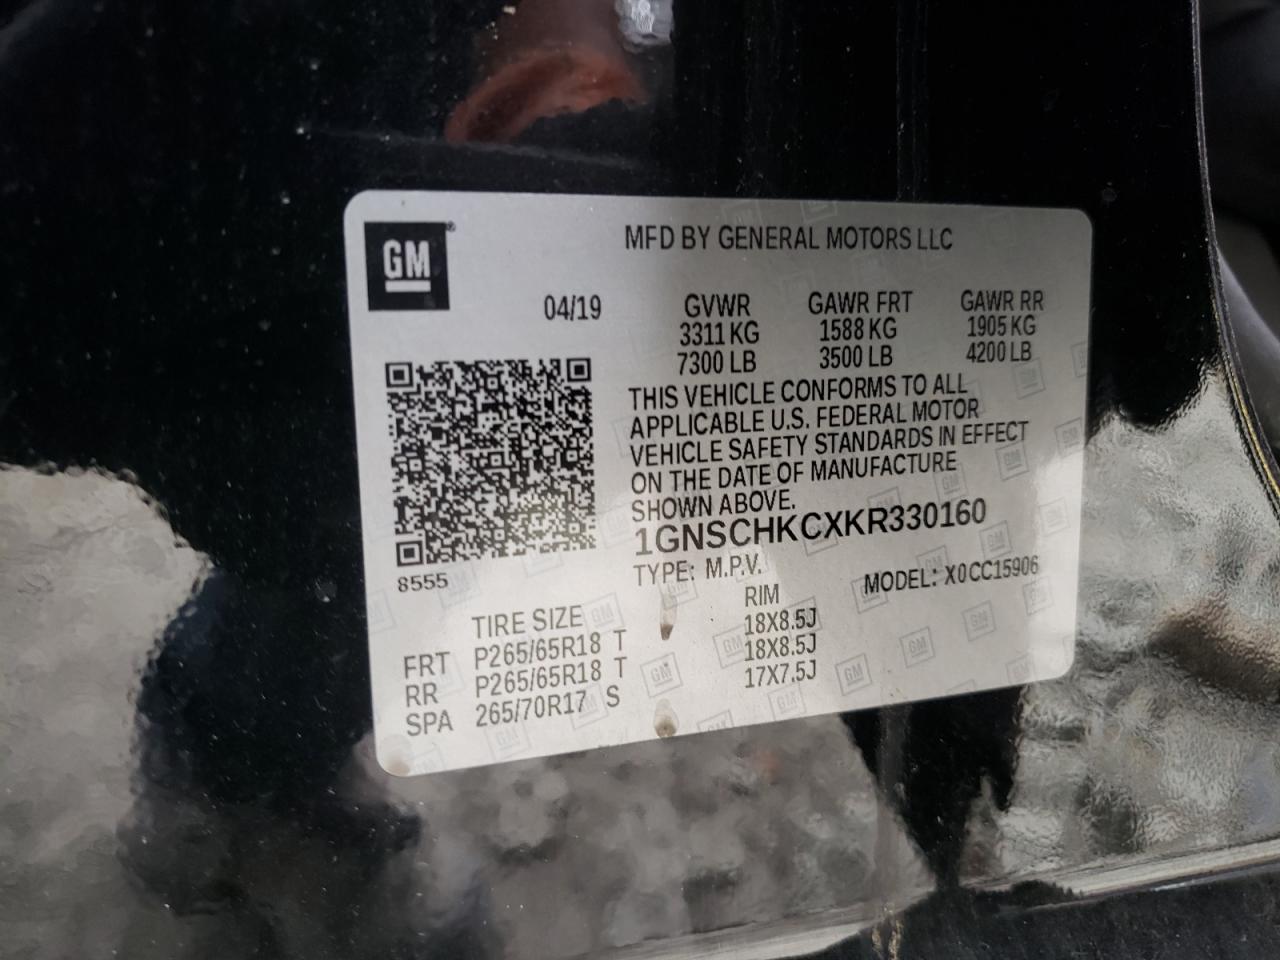 GM
MFD BY GENERAL MOTORS LLC
04/19
GVWR GAWR FRT GAWR RR
3311 KG 1588 KG 1905 KG
7300 LB 3500 LB 4200 LB
THIS VEHICLE CONFORMS TO ALL
APPLICABLE U.S. FEDERAL MOTOR
VEHICLE SAFETY STANDARDS IN EFFECT
ON THE DATE OF MANUFACTURE
SHOWN ABOVE.
1GNSCHKCXKR330160
8555
TYPE: M.P.V. MODEL: X0CC15906
TIRE SIZE RIM
FRT P265/65R18 T 18X8.5J
RR P265/65R18 T 18X8.5J
SPA 265/70R17 S 17X7.5J